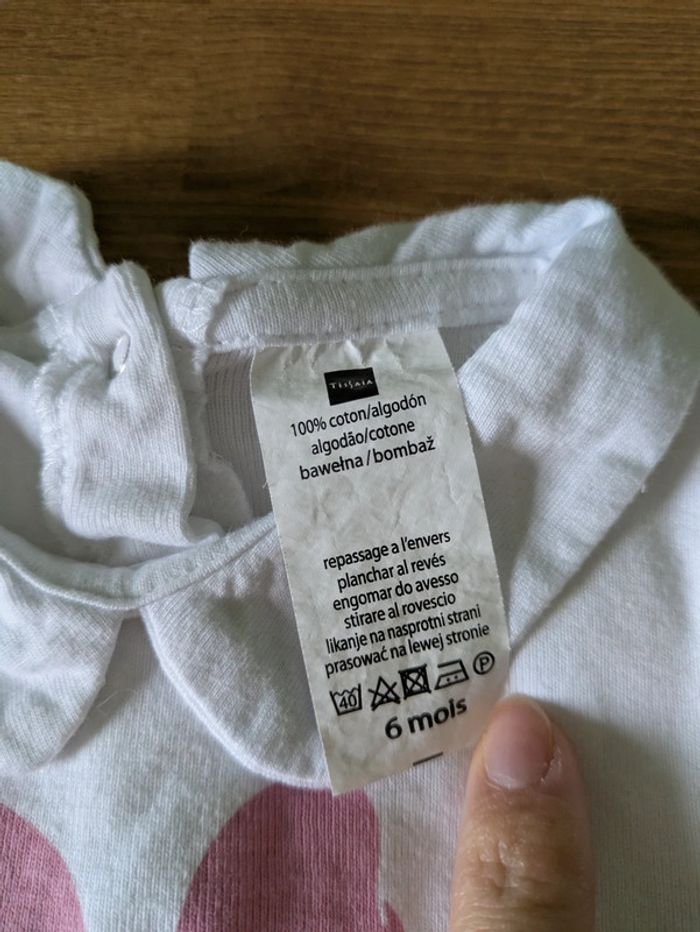 TISSAIA
100% coton/algodón
algodão/cotone
bawełna/bombaž
repassage a l'envers
planchar al revés
engomar do avesso
stirare al rovescio
likanje na nasprotni strani
prasować na lewej stronie
40 P
6 mois